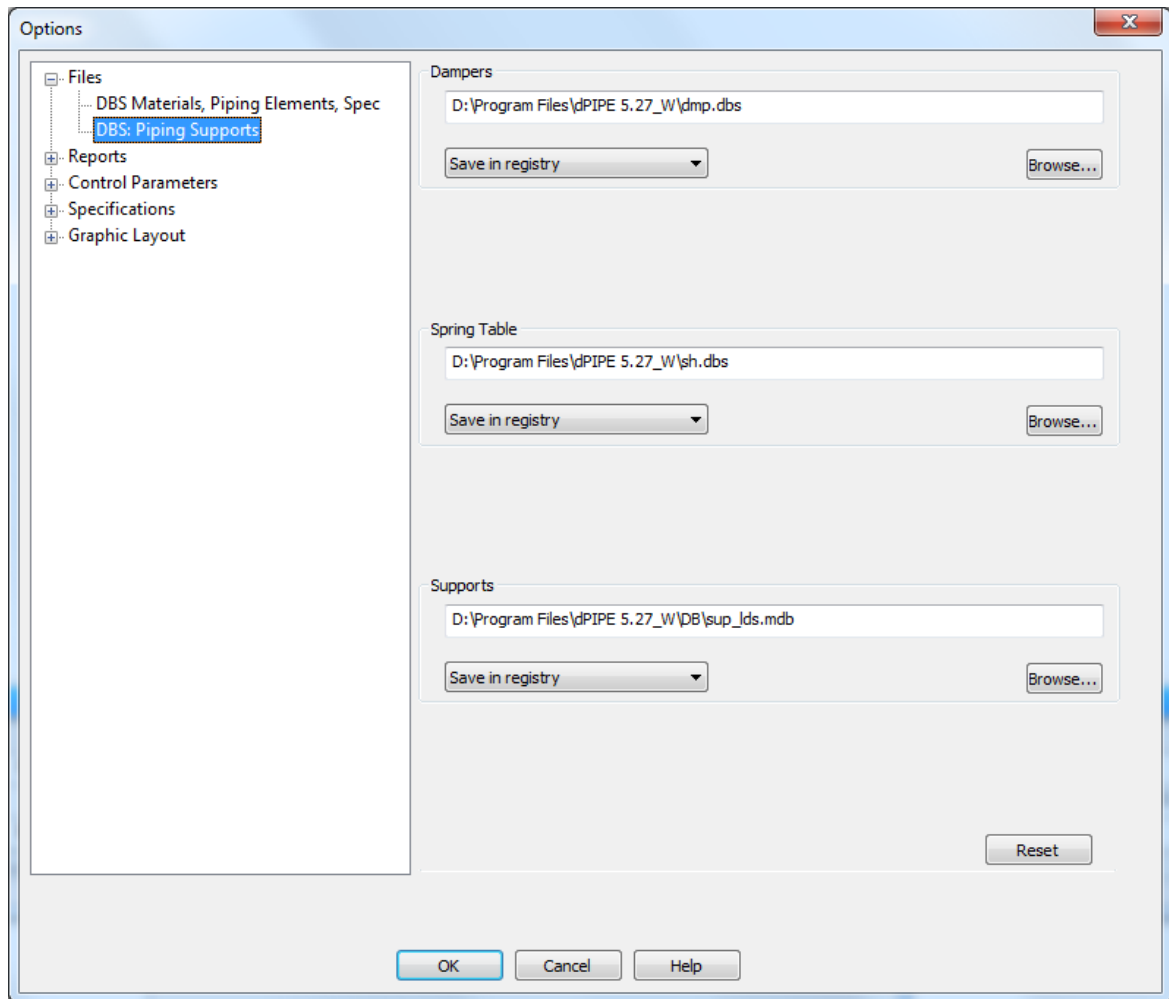 Options
Files
DBS Materials, Piping Elements, Spec
DBS: Piping Supports
Reports
Control Parameters
Specifications
Graphic Layout
Dampers
D:\Program Files\dPIPE 5.27_W\dmp.dbs
Save in registry
Browse...
Spring Table
D:\Program Files\dPIPE 5.27_W\sh.dbs
Save in registry
Browse...
Supports
D:\Program Files\dPIPE 5.27_W\DB\sup_lds.mdb
Save in registry
Browse...
Reset
OK Cancel Help